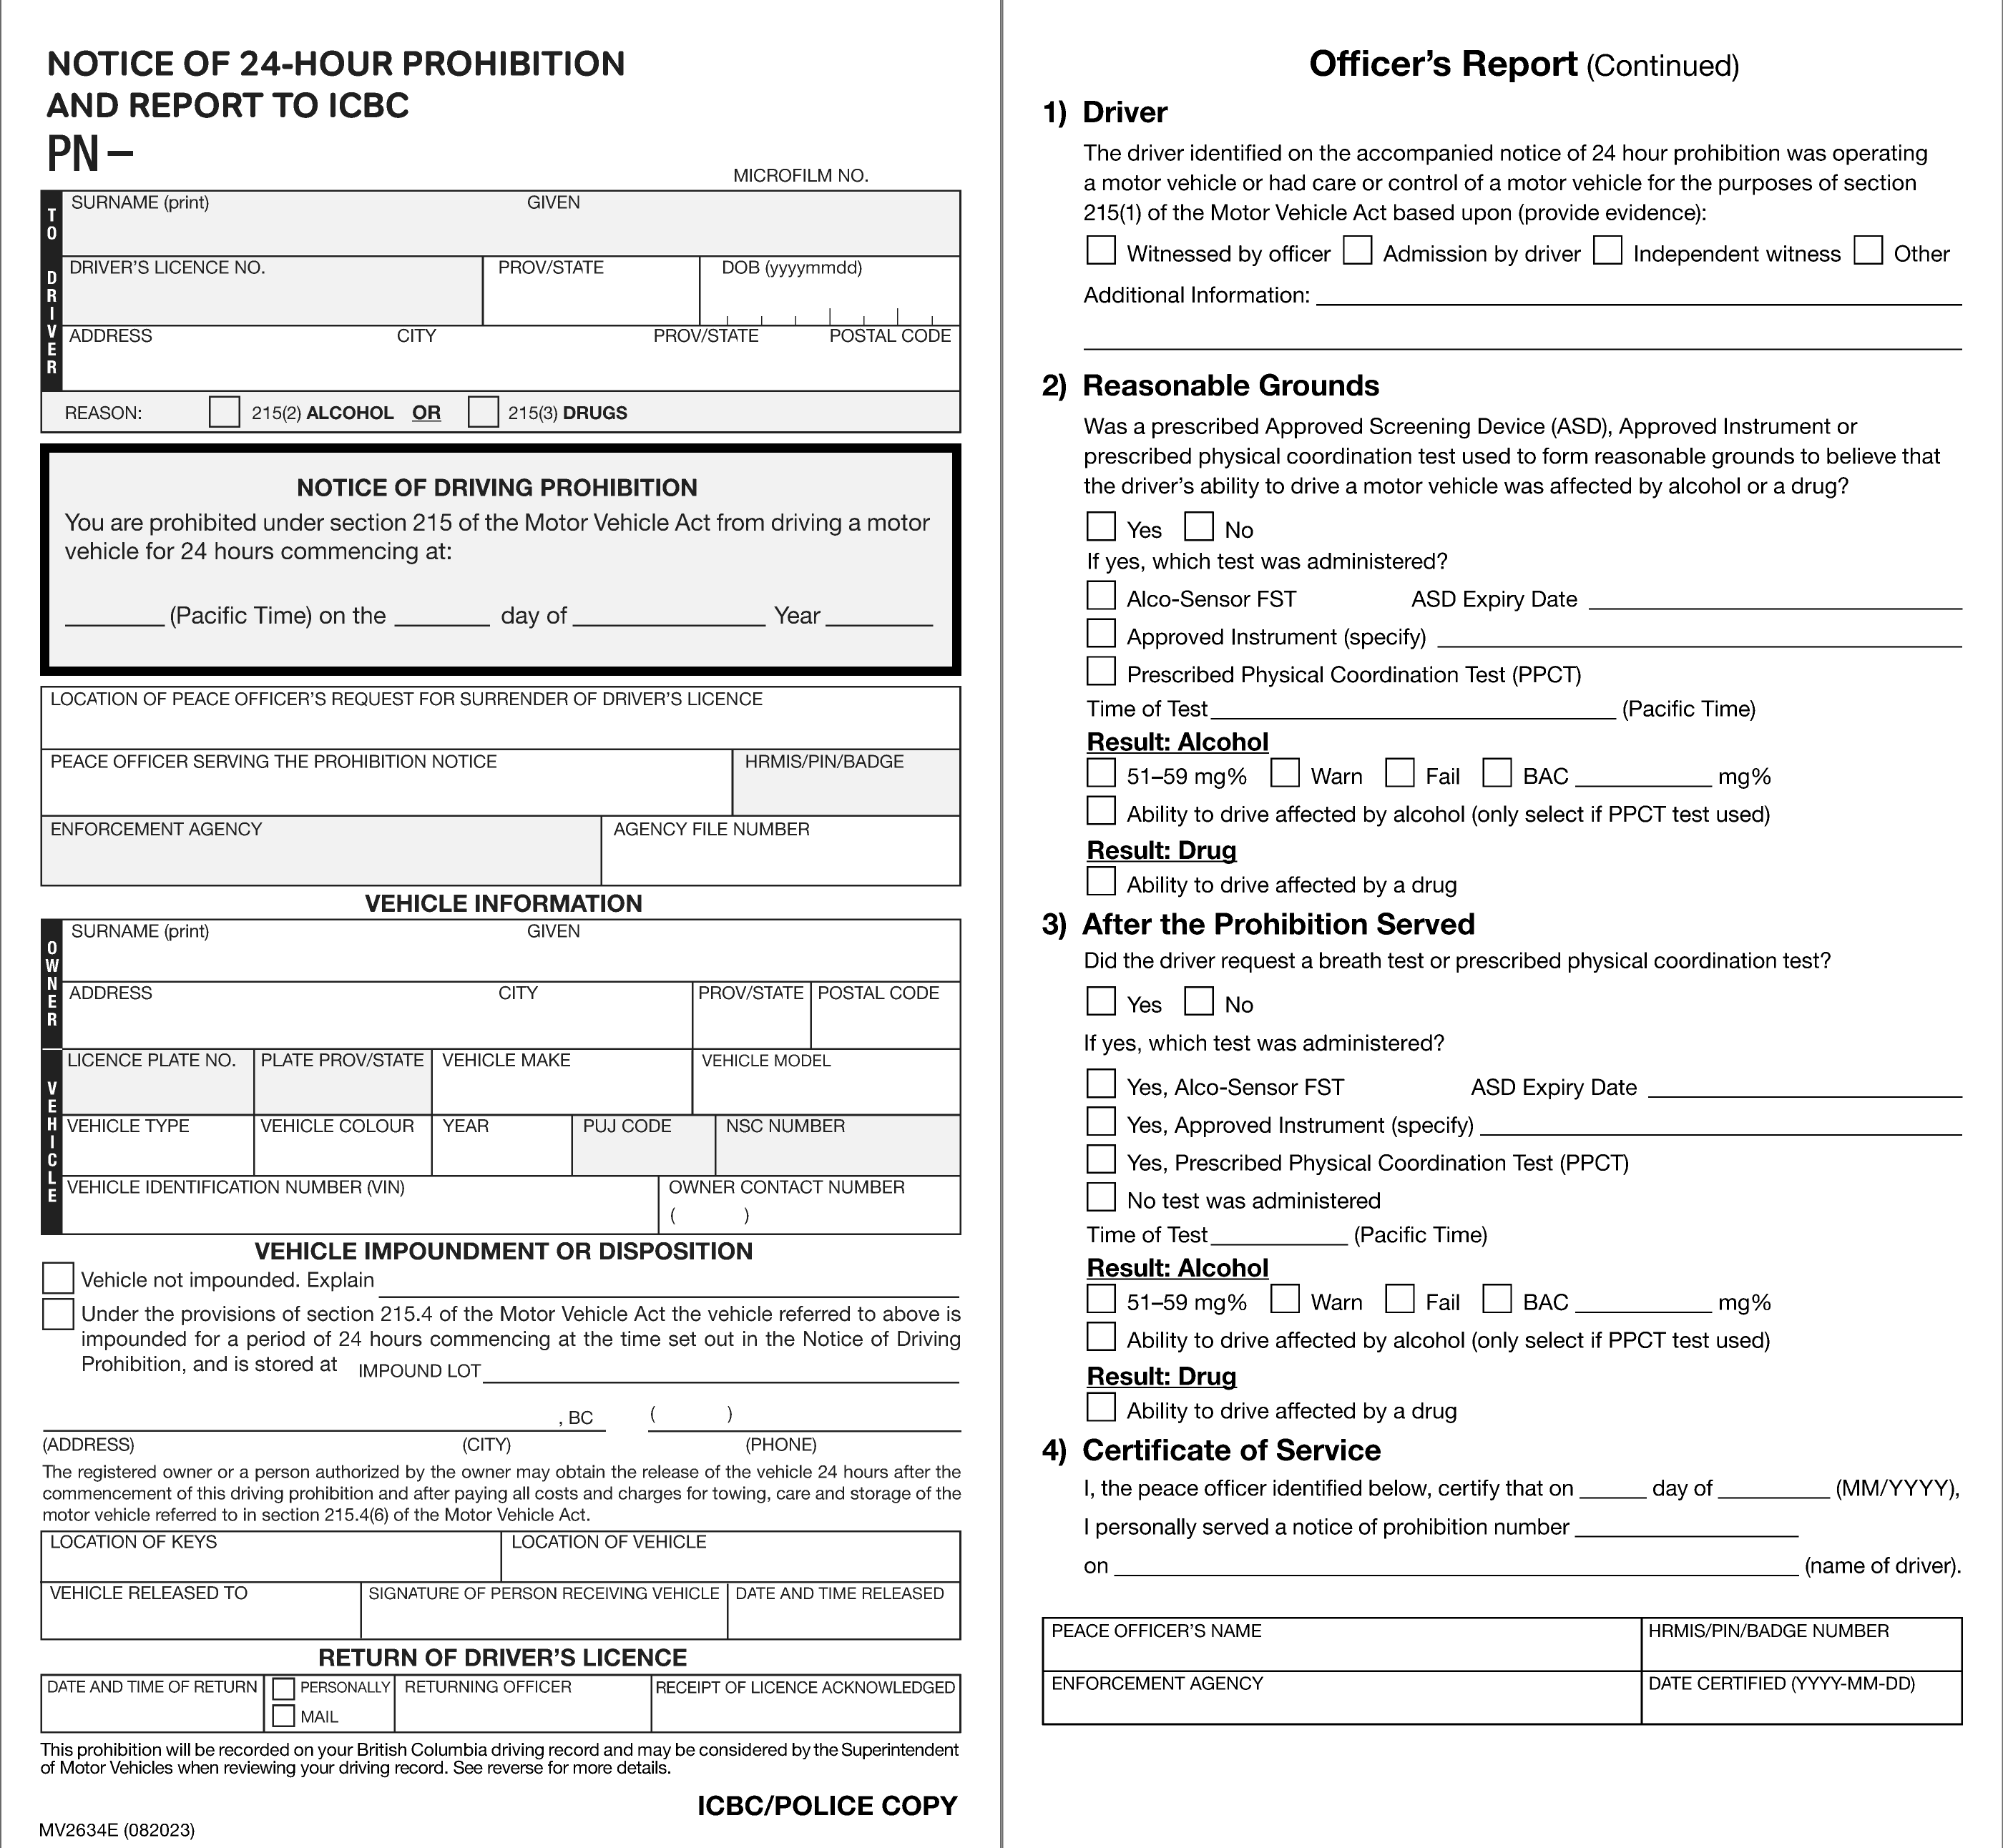 NOTICE OF 24-HOUR PROHIBITION
AND REPORT TO ICBC
PN –
MICROFILM NO.
TO DRIVER
SURNAME (print) GIVEN
DRIVER'S LICENCE NO. PROV/STATE DOB (yyyymmdd)
ADDRESS CITY PROV/STATE POSTAL CODE
REASON: 215(2) ALCOHOL OR 215(3) DRUGS
NOTICE OF DRIVING PROHIBITION
You are prohibited under section 215 of the Motor Vehicle Act from driving a motor
vehicle for 24 hours commencing at:
________ (Pacific Time) on the ________ day of ________________ Year ________
LOCATION OF PEACE OFFICER'S REQUEST FOR SURRENDER OF DRIVER'S LICENCE
PEACE OFFICER SERVING THE PROHIBITION NOTICE HRMIS/PIN/BADGE
ENFORCEMENT AGENCY AGENCY FILE NUMBER
VEHICLE INFORMATION
OWNER
SURNAME (print) GIVEN
ADDRESS CITY PROV/STATE POSTAL CODE
VEHICLE
LICENCE PLATE NO. PLATE PROV/STATE VEHICLE MAKE VEHICLE MODEL
VEHICLE TYPE VEHICLE COLOUR YEAR PUJ CODE NSC NUMBER
VEHICLE IDENTIFICATION NUMBER (VIN) OWNER CONTACT NUMBER
( )
VEHICLE IMPOUNDMENT OR DISPOSITION
Vehicle not impounded. Explain
Under the provisions of section 215.4 of the Motor Vehicle Act the vehicle referred to above is
impounded for a period of 24 hours commencing at the time set out in the Notice of Driving
Prohibition, and is stored at IMPOUND LOT
, BC ( )
(ADDRESS) (CITY) (PHONE)
The registered owner or a person authorized by the owner may obtain the release of the vehicle 24 hours after the
commencement of this driving prohibition and after paying all costs and charges for towing, care and storage of the
motor vehicle referred to in section 215.4(6) of the Motor Vehicle Act.
LOCATION OF KEYS LOCATION OF VEHICLE
VEHICLE RELEASED TO SIGNATURE OF PERSON RECEIVING VEHICLE DATE AND TIME RELEASED
RETURN OF DRIVER'S LICENCE
DATE AND TIME OF RETURN PERSONALLY RETURNING OFFICER RECEIPT OF LICENCE ACKNOWLEDGED
MAIL
This prohibition will be recorded on your British Columbia driving record and may be considered by the Superintendent
of Motor Vehicles when reviewing your driving record. See reverse for more details.
ICBC/POLICE COPY
MV2634E (082023)
Officer's Report (Continued)
1) Driver
The driver identified on the accompanied notice of 24 hour prohibition was operating
a motor vehicle or had care or control of a motor vehicle for the purposes of section
215(1) of the Motor Vehicle Act based upon (provide evidence):
Witnessed by officer Admission by driver Independent witness Other
Additional Information:
2) Reasonable Grounds
Was a prescribed Approved Screening Device (ASD), Approved Instrument or
prescribed physical coordination test used to form reasonable grounds to believe that
the driver's ability to drive a motor vehicle was affected by alcohol or a drug?
Yes No
If yes, which test was administered?
Alco-Sensor FST ASD Expiry Date
Approved Instrument (specify)
Prescribed Physical Coordination Test (PPCT)
Time of Test ________________ (Pacific Time)
Result: Alcohol
51–59 mg% Warn Fail BAC ________ mg%
Ability to drive affected by alcohol (only select if PPCT test used)
Result: Drug
Ability to drive affected by a drug
3) After the Prohibition Served
Did the driver request a breath test or prescribed physical coordination test?
Yes No
If yes, which test was administered?
Yes, Alco-Sensor FST ASD Expiry Date
Yes, Approved Instrument (specify)
Yes, Prescribed Physical Coordination Test (PPCT)
No test was administered
Time of Test ________ (Pacific Time)
Result: Alcohol
51–59 mg% Warn Fail BAC ________ mg%
Ability to drive affected by alcohol (only select if PPCT test used)
Result: Drug
Ability to drive affected by a drug
4) Certificate of Service
I, the peace officer identified below, certify that on _____ day of ________ (MM/YYYY),
I personally served a notice of prohibition number ________________
on ________________ (name of driver).
PEACE OFFICER'S NAME HRMIS/PIN/BADGE NUMBER
ENFORCEMENT AGENCY DATE CERTIFIED (YYYY-MM-DD)